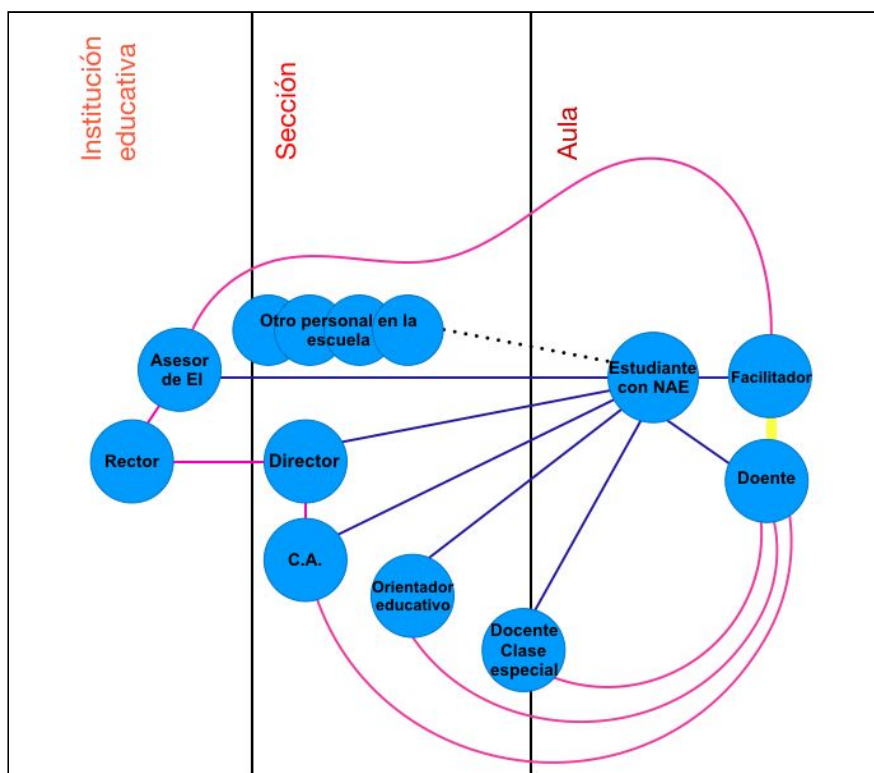 Institución
educativa
Sección
Aula
Otro personal en la
escuela
Asesor
de EI
Estudiante
con NAE
Facilitador
Rector
Director
Doente
C.A.
Orientador
educativo
Docente
Clase
especial